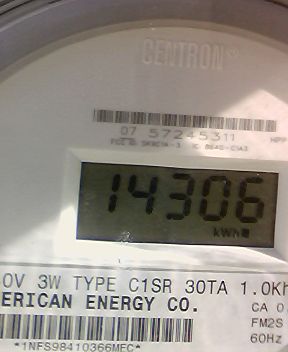 CENTRON®
07 57245311
14306
kWh
0V 3W TYPE C1SR 30TA 1.0Kh
ERICAN ENERGY CO.
CA 0.
FM2S
60Hz
*1NFS98410366MEC*